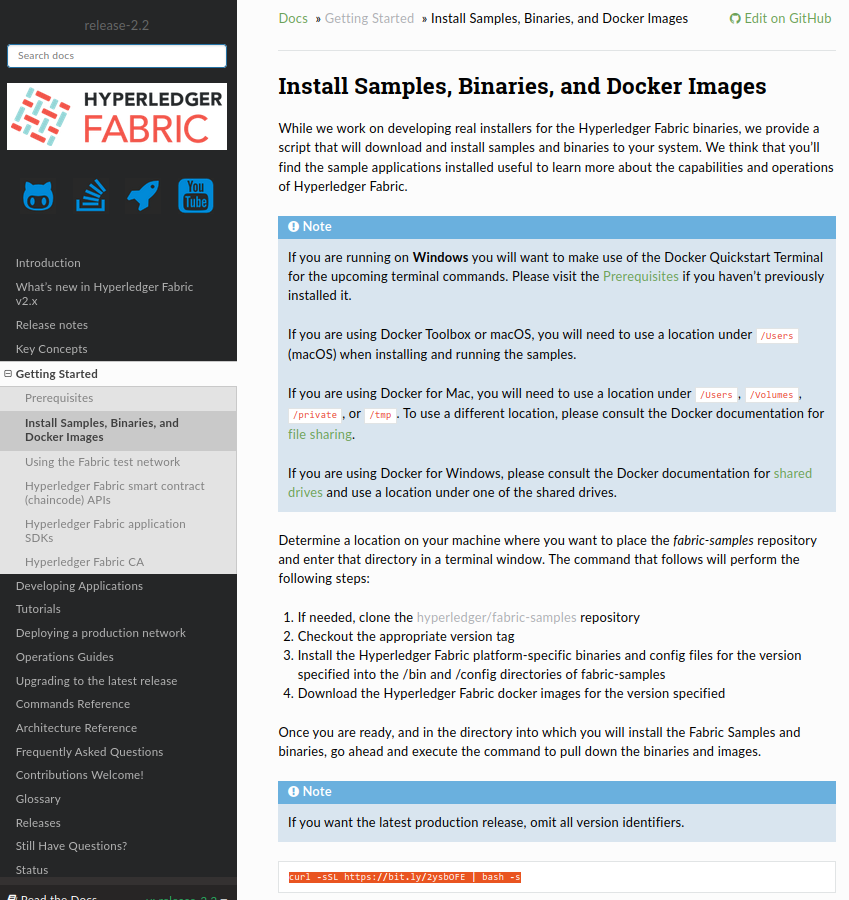 release-2.2
Search docs
HYPERLEDGER
FABRIC
You
Tube
Introduction
What's new in Hyperledger Fabric
v2.x
Release notes
Key Concepts
Getting Started
Prerequisites
Install Samples, Binaries, and
Docker Images
Using the Fabric test network
Hyperledger Fabric smart contract
(chaincode) APIs
Hyperledger Fabric application
SDKs
Hyperledger Fabric CA
Developing Applications
Tutorials
Deploying a production network
Operations Guides
Upgrading to the latest release
Commands Reference
Architecture Reference
Frequently Asked Questions
Contributions Welcome!
Glossary
Releases
Still Have Questions?
Status
Read the Docs
Docs » Getting Started » Install Samples, Binaries, and Docker Images
Edit on GitHub
Install Samples, Binaries, and Docker Images
While we work on developing real installers for the Hyperledger Fabric binaries, we provide a
script that will download and install samples and binaries to your system. We think that you'll
find the sample applications installed useful to learn more about the capabilities and operations
of Hyperledger Fabric.
Note
If you are running on Windows you will want to make use of the Docker Quickstart Terminal
for the upcoming terminal commands. Please visit the Prerequisites if you haven't previously
installed it.
If you are using Docker Toolbox or macOS, you will need to use a location under /Users
(macOS) when installing and running the samples.
If you are using Docker for Mac, you will need to use a location under /Users , /Volumes ,
/private , or /tmp . To use a different location, please consult the Docker documentation for
file sharing.
If you are using Docker for Windows, please consult the Docker documentation for shared
drives and use a location under one of the shared drives.
Determine a location on your machine where you want to place the fabric-samples repository
and enter that directory in a terminal window. The command that follows will perform the
following steps:
1. If needed, clone the hyperledger/fabric-samples repository
2. Checkout the appropriate version tag
3. Install the Hyperledger Fabric platform-specific binaries and config files for the version
specified into the /bin and /config directories of fabric-samples
4. Download the Hyperledger Fabric docker images for the version specified
Once you are ready, and in the directory into which you will install the Fabric Samples and
binaries, go ahead and execute the command to pull down the binaries and images.
Note
If you want the latest production release, omit all version identifiers.
curl -sSL https://bit.ly/2ysbOFE | bash -s